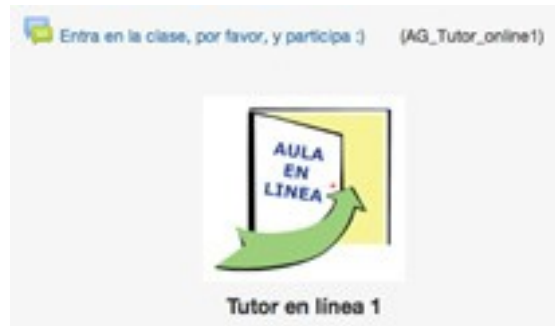 Entra en la clase, por favor, y participa :) (AG_Tutor_online1)
AULA
EN
LINEA
Tutor en línea 1